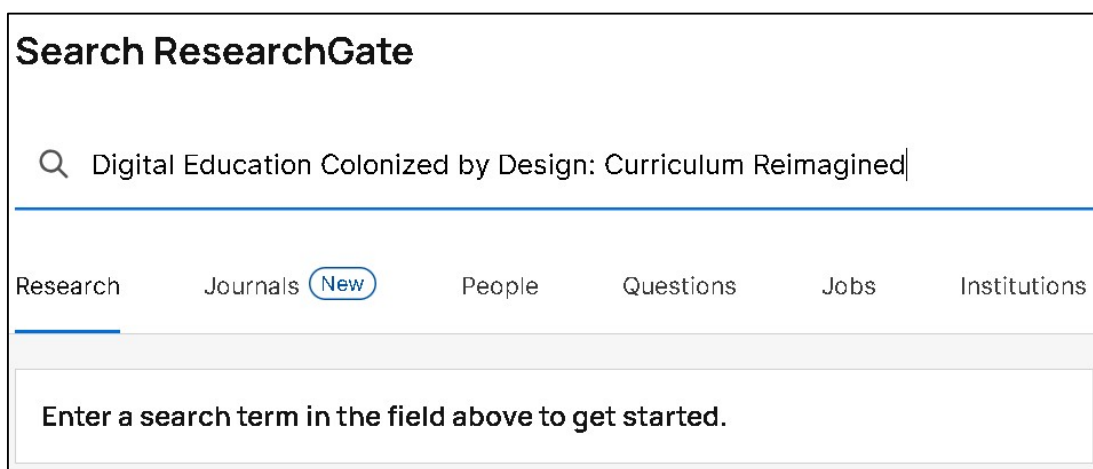 Search ResearchGate
Digital Education Colonized by Design: Curriculum Reimagined
Research Journals New People Questions Jobs Institutions
Enter a search term in the field above to get started.